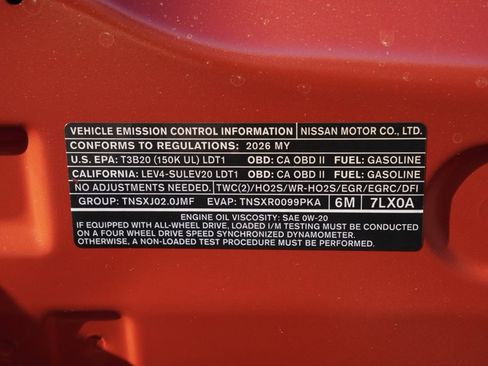 VEHICLE EMISSION CONTROL INFORMATION NISSAN MOTOR CO., LTD.
CONFORMS TO REGULATIONS: 2026 MY
U.S. EPA: T3B20 (150K UL) LDT1 OBD: CA OBD II FUEL: GASOLINE
CALIFORNIA: LEV4-SULEV20 LDT1 OBD: CA OBD II FUEL: GASOLINE
NO ADJUSTMENTS NEEDED. TWC(2)/HO2S/WR-HO2S/EGR/EGRC/DFI
GROUP: TNSXJ02.0JMF EVAP: TNSXR0099PKA 6M 7LX0A
ENGINE OIL VISCOSITY: SAE 0W-20
IF EQUIPPED WITH ALL-WHEEL DRIVE, LOADED I/M TESTING MUST BE CONDUCTED
ON A FOUR WHEEL DRIVE SPEED SYNCHRONIZED DYNAMOMETER.
OTHERWISE, A NON-LOADED TEST PROCEDURE MUST BE PERFORMED.